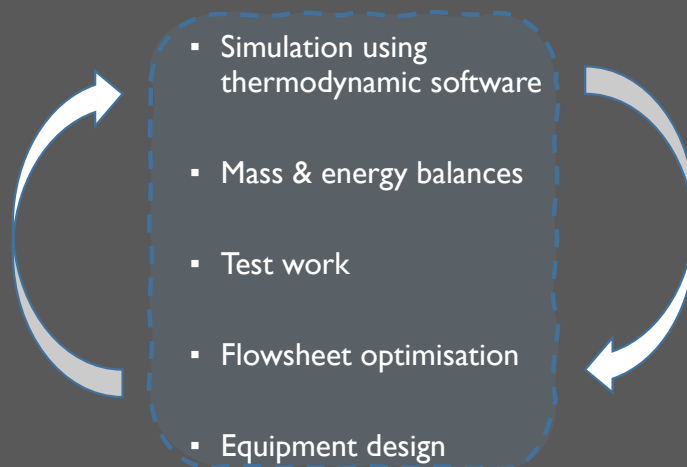 ▪ Simulation using
thermodynamic software
▪ Mass & energy balances
▪ Test work
▪ Flowsheet optimisation
▪ Equipment design